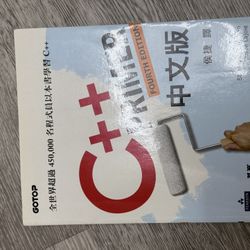 全世界超過 450,000 名程式員以本書學習 C++
C++
PRIMER
FOURTH EDITION
中文版
侯捷 譯
GOTOP